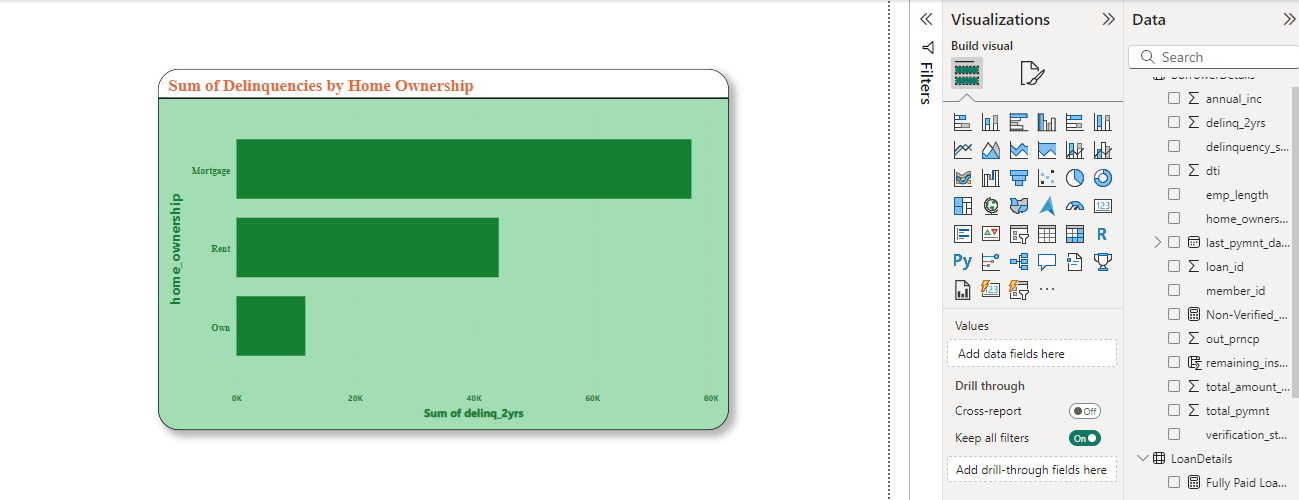 Sum of Delinquencies by Home Ownership
home_ownership
Mortgage
Rent
Own
0K 20K 40K 60K 80K
Sum of delinq_2yrs
Filters
Visualizations
Build visual
123
R
Py
123
...
Values
Add data fields here
Drill through
Cross-report
Off
Keep all filters
On
Add drill-through fields here
Data
Search
annual_inc
delinq_2yrs
delinquency_s...
dti
emp_length
home_owners...
last_pymnt_da...
loan_id
member_id
Non-Verified_...
out_prncp
remaining_ins...
total_amount_...
total_pymnt
verification_st...
LoanDetails
Fully Paid Loa...